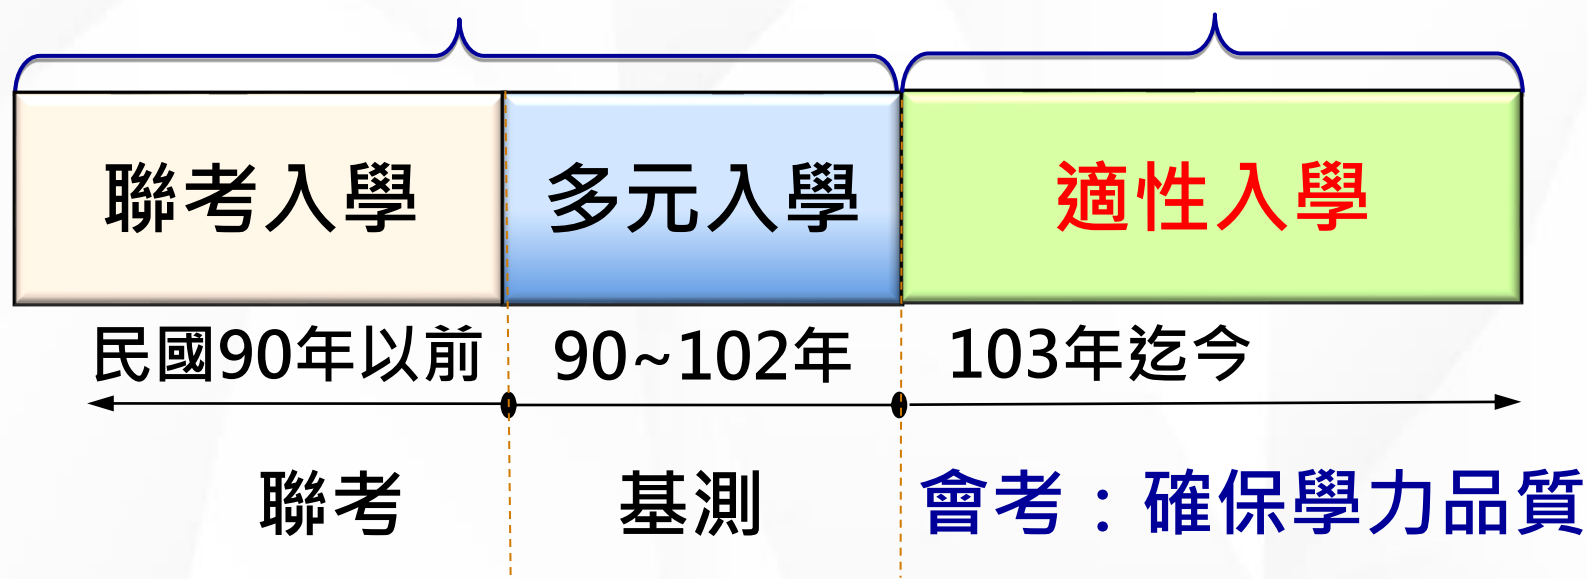 聯考入學 多元入學 適性入學
民國90年以前 90~102年 103年迄今
聯考 基測 會考：確保學力品質